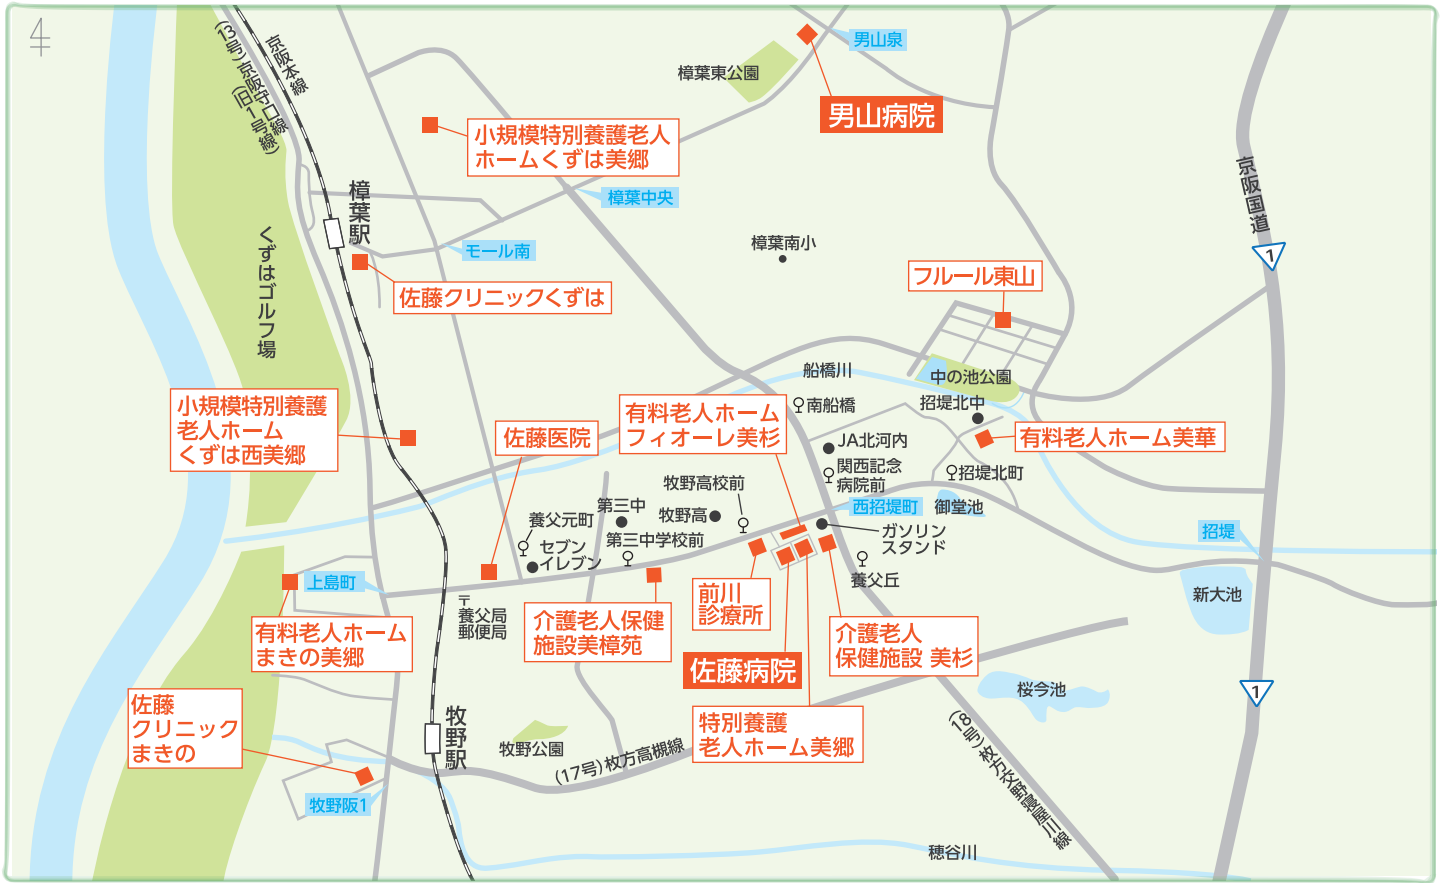 男山泉
樟葉東公園
男山病院
京阪本線
(13号)京阪守口線
(旧1号線)
小規模特別養護老人
ホームくずは美郷
樟葉中央
樟葉駅
モール南
樟葉南小
京阪国道
1
くずはゴルフ場
佐藤クリニックくずは
フルール東山
船橋川
中の池公園
小規模特別養護
老人ホーム
くずは西美郷
佐藤医院
有料老人ホーム
フィオーレ美杉
南船橋
招堤北中
JA北河内
有料老人ホーム美華
関西記念
病院前
招堤北町
牧野高校前
第三中
牧野高
西招堤町
御堂池
養父元町
第三中学校前
ガソリン
スタンド
招堤
セブン
イレブン
養父丘
上島町
新大池
〒
養父局
郵便局
前川
診療所
介護老人保健
施設美樟苑
介護老人
保健施設 美杉
有料老人ホーム
まきの美郷
佐藤病院
桜今池
1
佐藤
クリニック
まきの
牧野駅
特別養護
老人ホーム美郷
牧野公園
(17号)枚方高槻線
(18号)枚方交野寝屋川線
牧野阪1
穂谷川